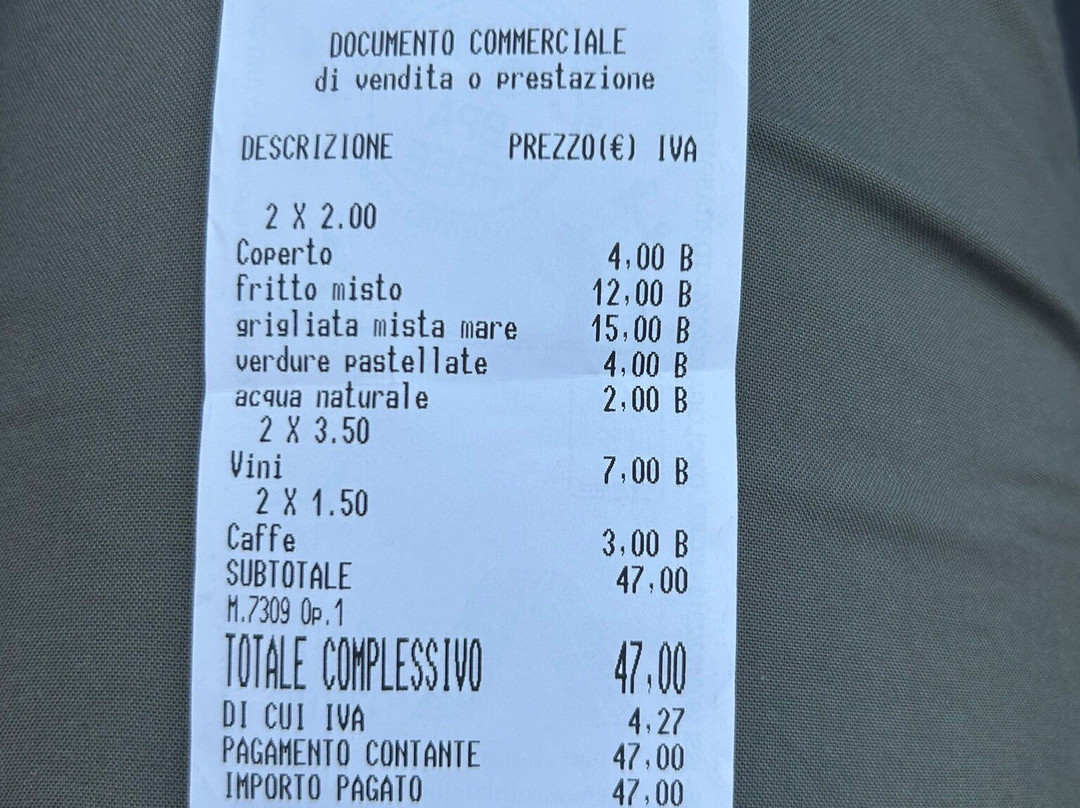 DOCUMENTO COMMERCIALE
di vendita o prestazione
DESCRIZIONE PREZZO(€) IVA
2 X 2.00
Coperto 4,00 B
fritto misto 12,00 B
grigliata mista mare 15,00 B
verdure pastellate 4,00 B
acqua naturale 2,00 B
2 X 3.50
Vini 7,00 B
2 X 1.50
Caffe 3,00 B
SUBTOTALE 47,00
M.7309 Op.1
TOTALE COMPLESSIVO 47,00
DI CUI IVA 4,27
PAGAMENTO CONTANTE 47,00
IMPORTO PAGATO 47,00